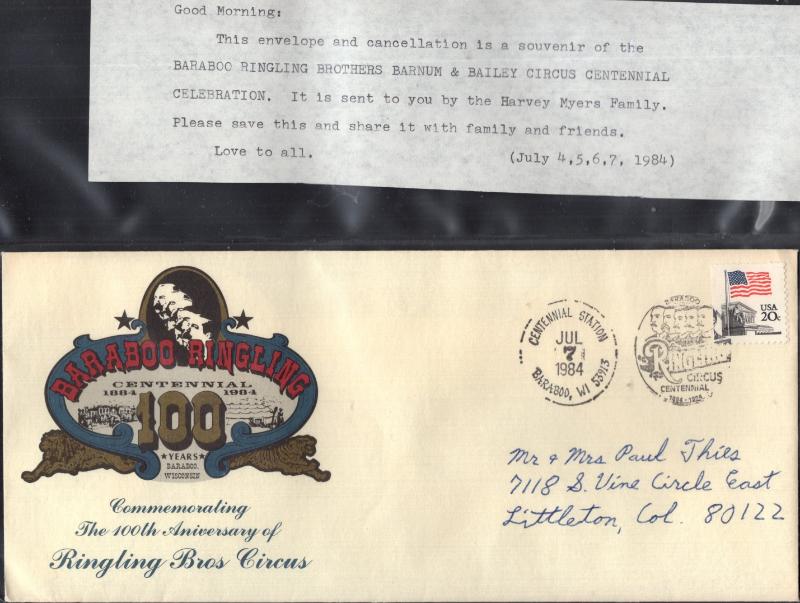 Good Morning:
This envelope and cancellation is a souvenir of the
BARABOO RINGLING BROTHERS BARNUM & BAILEY CIRCUS CENTENNIAL
CELEBRATION. It is sent to you by the Harvey Myers Family.
Please save this and share it with family and friends.
Love to all. (July 4,5,6,7, 1984)
BARABOO RINGLING
CENTENNIAL
1884 1984
100
YEARS
BARABOO,
WISCONSIN
Commemorating
The 100th Aniversary of
Ringling Bros Circus
CENTENNIAL STATION
JUL
7
1984
BARABOO, WI 53913
BARABOO
RINGLING
CIRCUS
CENTENNIAL
1884-1984
USA
20c
Mr & Mrs Paul Thies
7118 S. Vine Circle East
Littleton, Col. 80122